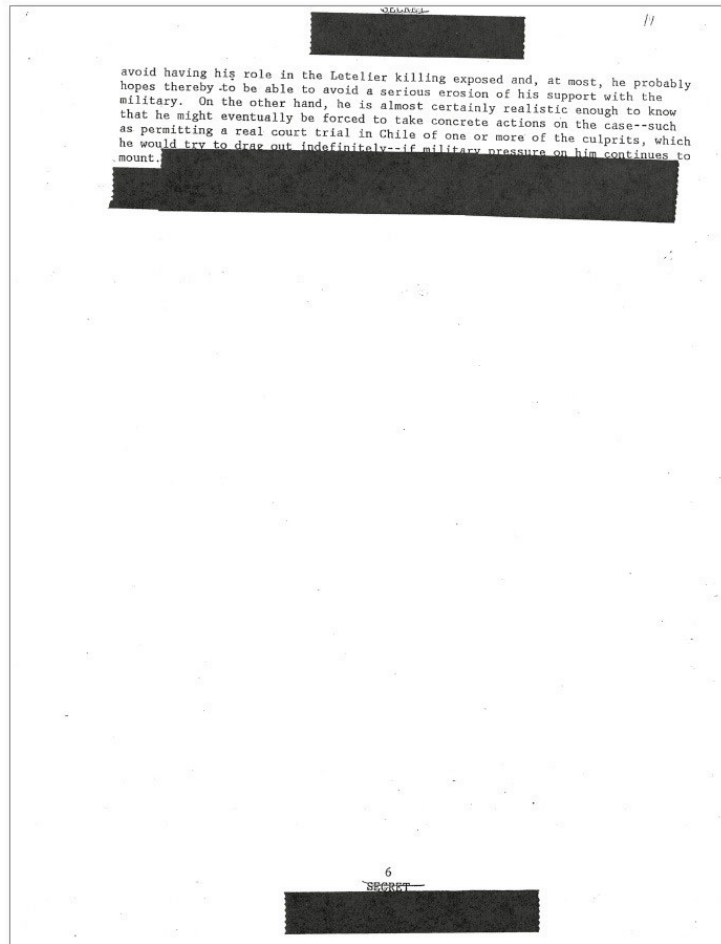 SECRET
11
avoid having his role in the Letelier killing exposed and, at most, he probably
hopes thereby to be able to avoid a serious erosion of his support with the
military. On the other hand, he is almost certainly realistic enough to know
that he might eventually be forced to take concrete actions on the case--such
as permitting a real court trial in Chile of one or more of the culprits, which
he would try to drag out indefinitely--if military pressure on him continues to
mount.
6
SECRET